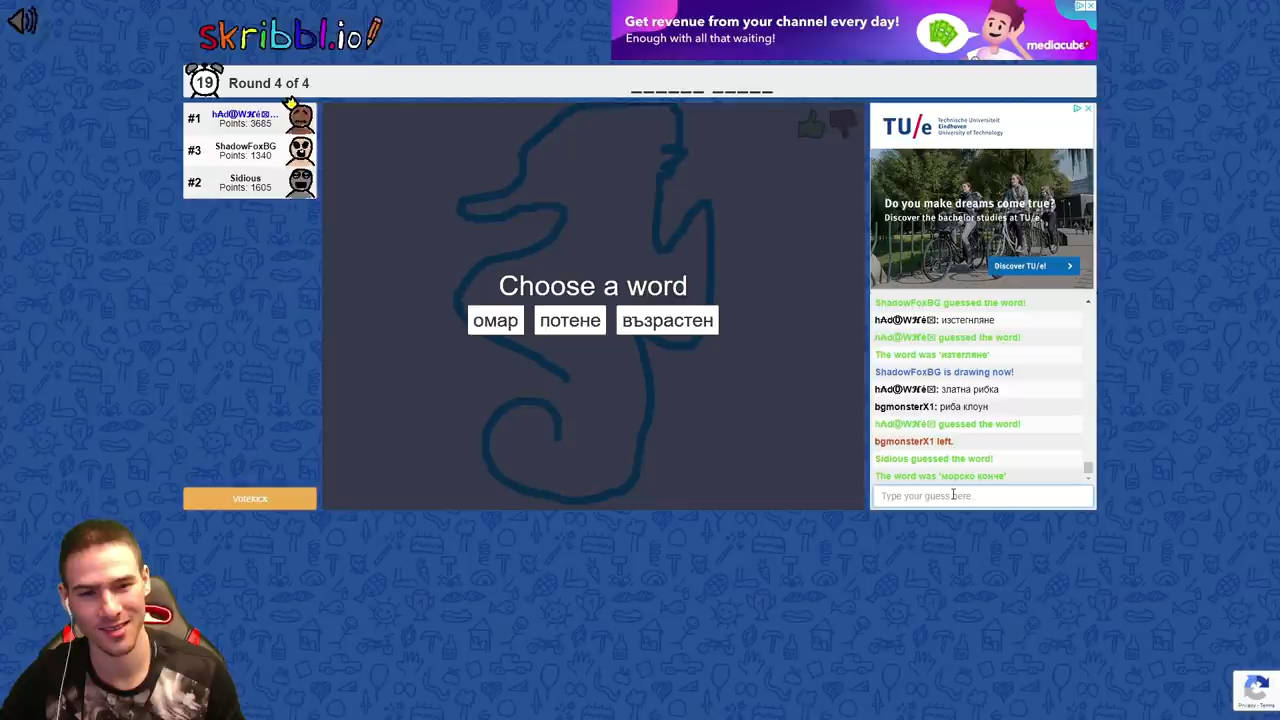 skribbl.io
Get revenue from your channel every day!
Enough with all that waiting!
mediacube
19
Round 4 of 4
#1
Points: 3685
#3
ShadowFoxBG
Points: 1340
#2
Sidious
Points: 1605
Votekick
Choose a word
омар
потене
възрастен
TU/e
Technische Universiteit
Eindhoven
University of Technology
Do you make dreams come true?
Discover the bachelor studies at TU/e.
Discover TU/e!
ShadowFoxBG guessed the word!
изстегнляне
guessed the word!
The word was 'изтегляне'
ShadowFoxBG is drawing now!
златна рибка
bgmonsterX1: риба клоун
guessed the word!
bgmonsterX1 left.
Sidious guessed the word!
The word was 'морско конче'
Type your guess here
Privacy - Terms